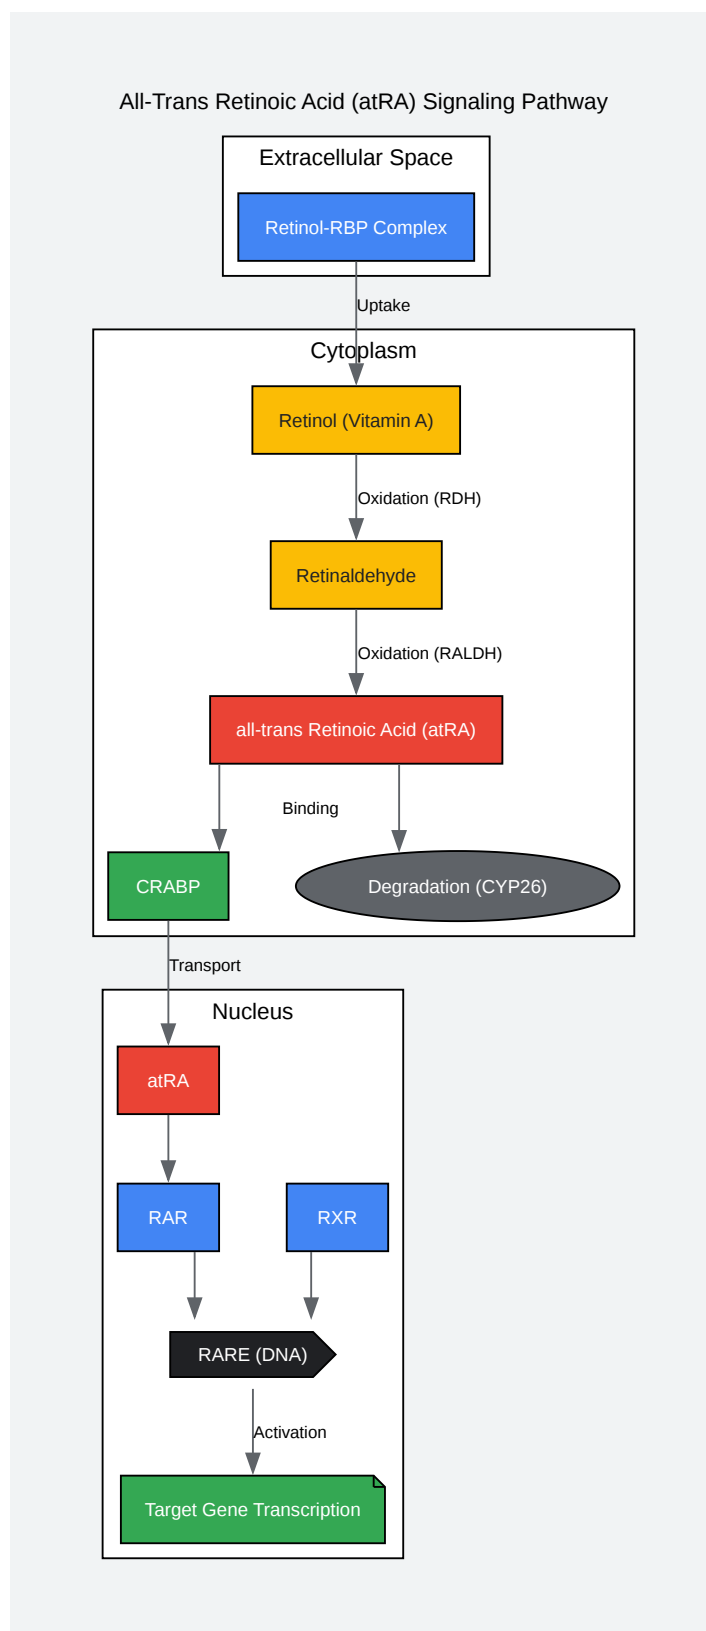 All-Trans Retinoic Acid (atRA) Signaling Pathway
Extracellular Space
Retinol-RBP Complex
Uptake
Cytoplasm
Retinol (Vitamin A)
Oxidation (RDH)
Retinaldehyde
Oxidation (RALDH)
all-trans Retinoic Acid (atRA)
Binding
CRABP
Degradation (CYP26)
Transport
Nucleus
atRA
RAR
RXR
RARE (DNA)
Activation
Target Gene Transcription